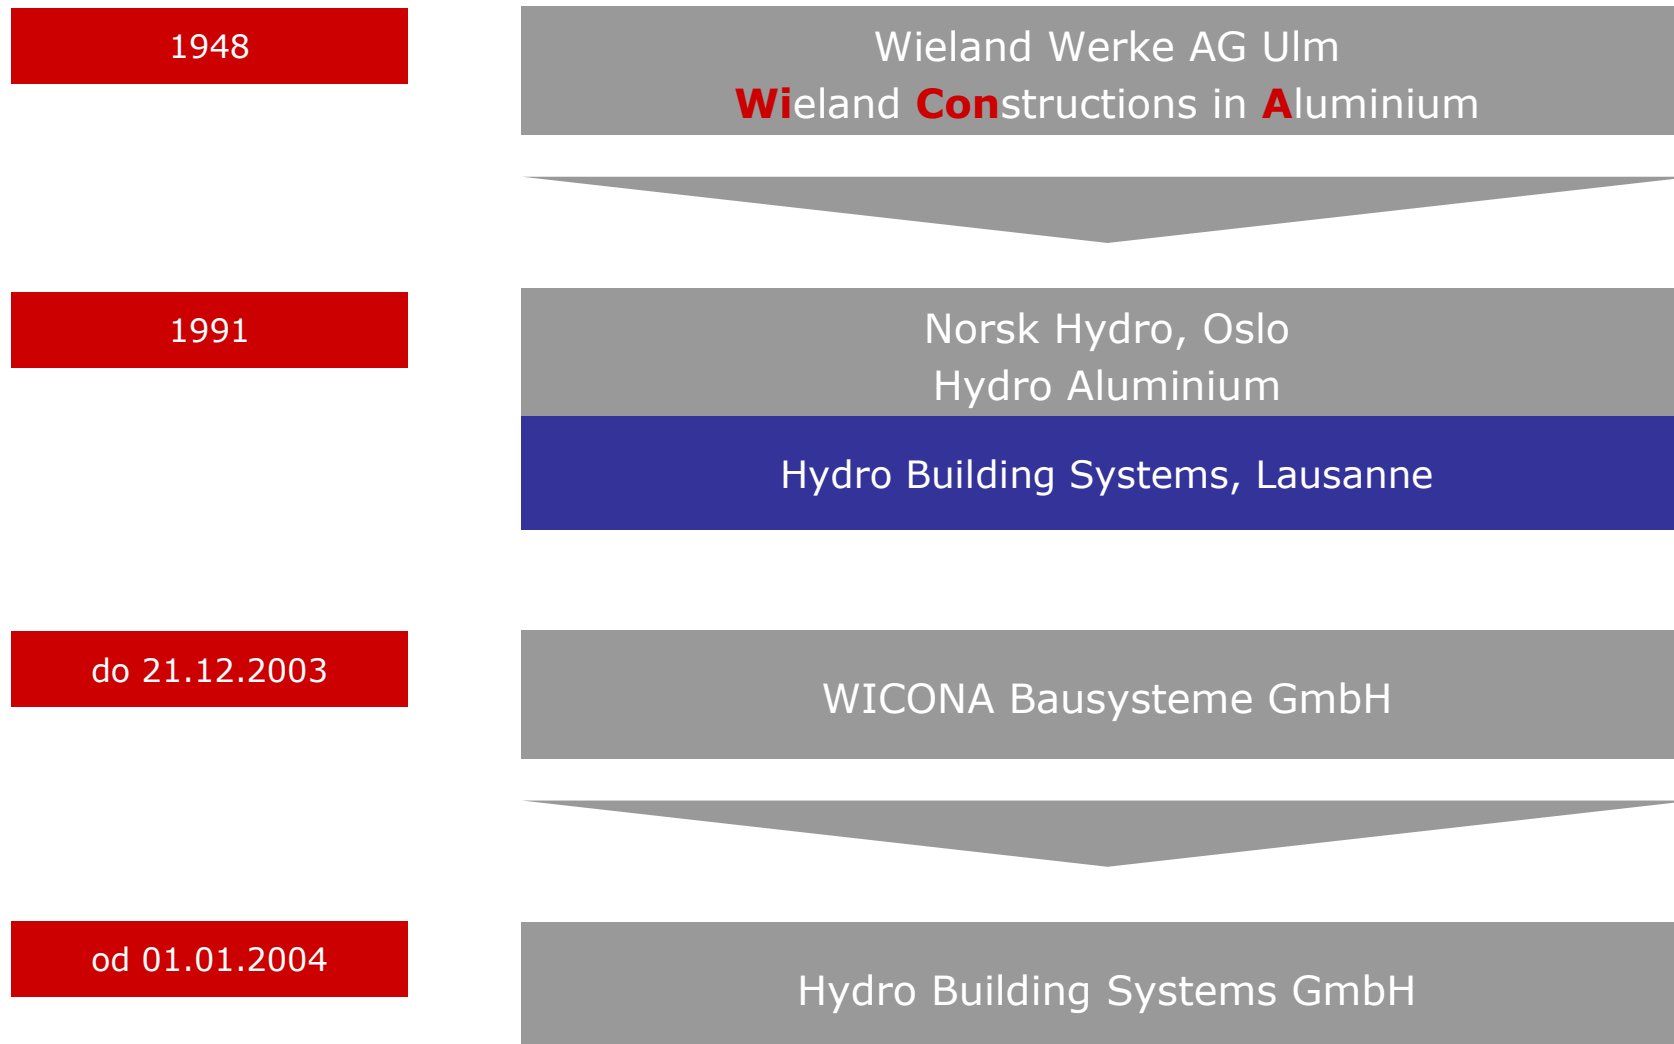 1948
Wieland Werke AG Ulm
Wieland Constructions in Aluminium
1991
Norsk Hydro, Oslo
Hydro Aluminium
Hydro Building Systems, Lausanne
do 21.12.2003
WICONA Bausysteme GmbH
od 01.01.2004
Hydro Building Systems GmbH